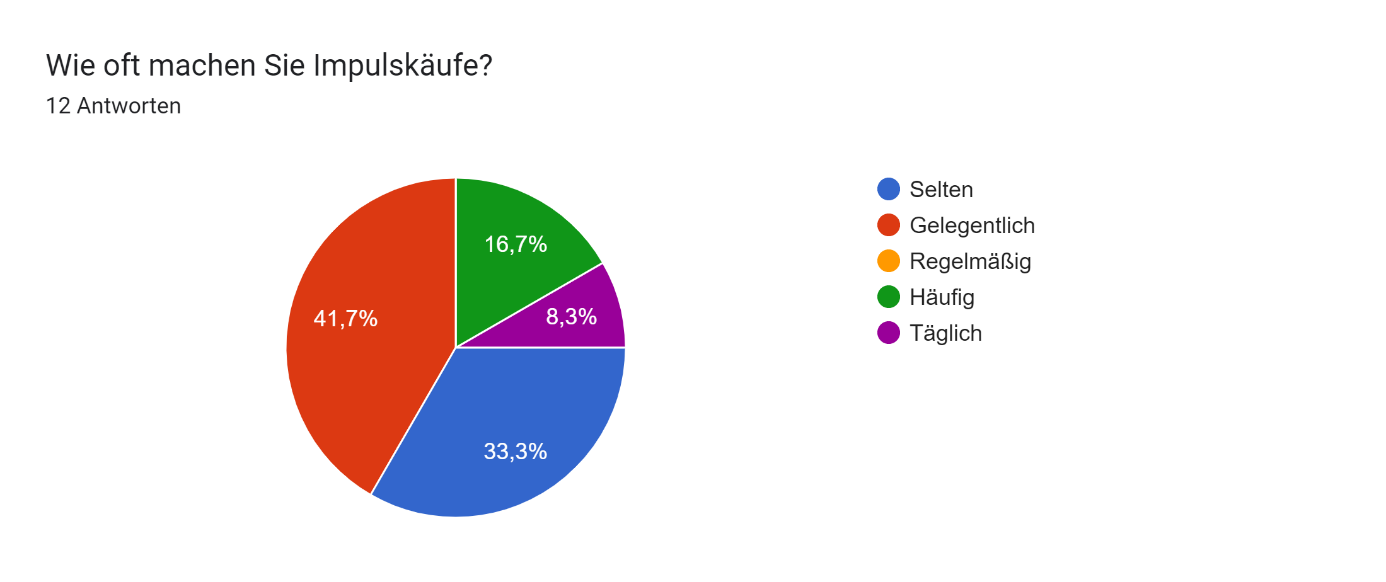 Wie oft machen Sie Impulskäufe?
12 Antworten
16,7%
8,3%
41,7%
33,3%
Selten
Gelegentlich
Regelmäßig
Häufig
Täglich